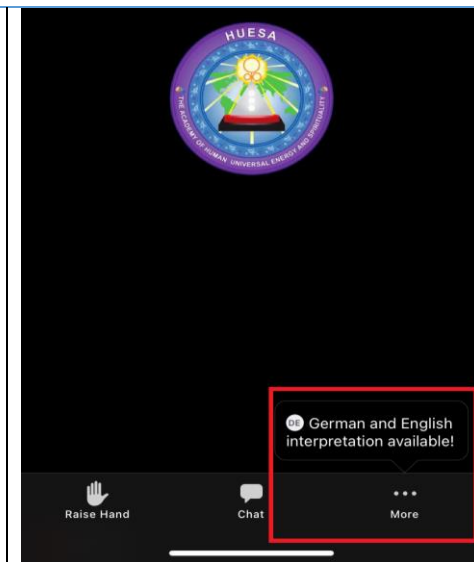 HUESA
THE ACADEMY OF HUMAN UNIVERSAL ENERGY AND SPIRITUALITY
DE German and English
interpretation available!
Raise Hand
Chat
More